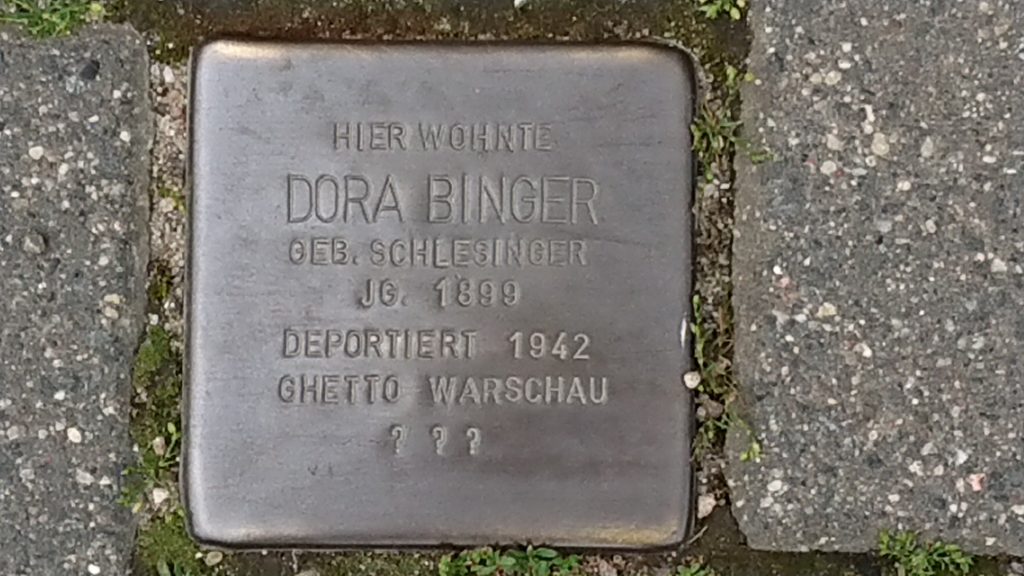 HIER WOHNTE
DORA BINGER
GEB. SCHLESINGER
JG. 1899
DEPORTIERT 1942
GHETTO WARSCHAU
? ? ?